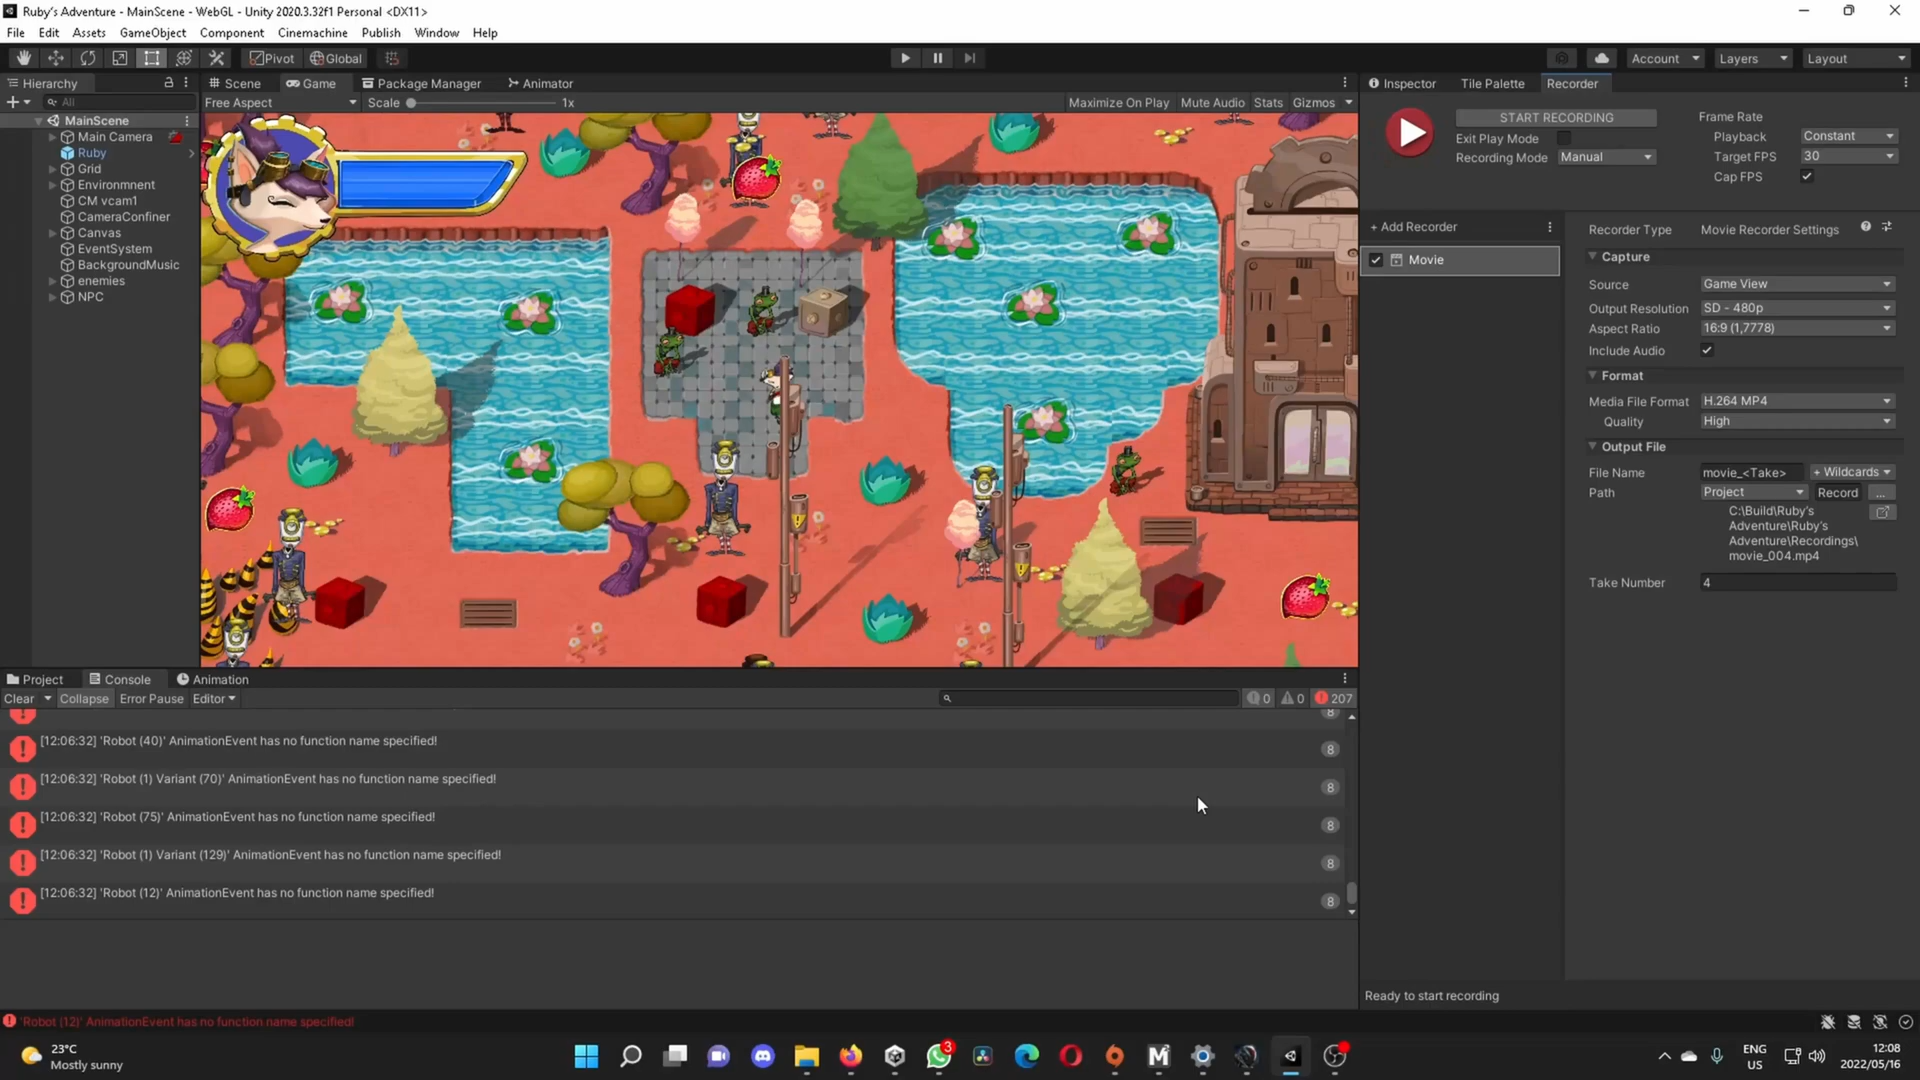 Ruby's Adventure - MainScene - WebGL - Unity 2020.3.32f1 Personal <DX11>
File Edit Assets GameObject Component Cinemachine Publish Window Help
Pivot Global Account Layers Layout
Hierarchy Scene Game Package Manager Animator Inspector Tile Palette Recorder
All Free Aspect Scale 1x Maximize On Play Mute Audio Stats Gizmos
MainScene
Main Camera
Ruby
Grid
Environmnent
CM vcam1
CameraConfiner
Canvas
EventSystem
BackgroundMusic
enemies
NPC
START RECORDING
Exit Play Mode
Recording Mode Manual
Frame Rate
Playback Constant
Target FPS 30
Cap FPS
+ Add Recorder
Movie
Recorder Type Movie Recorder Settings
Capture
Source Game View
Output Resolution SD - 480p
Aspect Ratio 16:9 (1,7778)
Include Audio
Format
Media File Format H.264 MP4
Quality High
Output File
File Name movie_<Take> + Wildcards
Path Project Record ...
C:\Build\Ruby's
Adventure\Ruby's
Adventure\Recordings\
movie_004.mp4
Take Number 4
Ready to start recording
Project Console Animation
Clear Collapse Error Pause Editor 0 0 207
8
[12:06:32] 'Robot (40)' AnimationEvent has no function name specified! 8
[12:06:32] 'Robot (1) Variant (70)' AnimationEvent has no function name specified! 8
[12:06:32] 'Robot (75)' AnimationEvent has no function name specified! 8
[12:06:32] 'Robot (1) Variant (129)' AnimationEvent has no function name specified! 8
[12:06:32] 'Robot (12)' AnimationEvent has no function name specified! 8
'Robot (12)' AnimationEvent has no function name specified!
23°C
Mostly sunny
3
M
ENG
US
12:08
2022/05/16